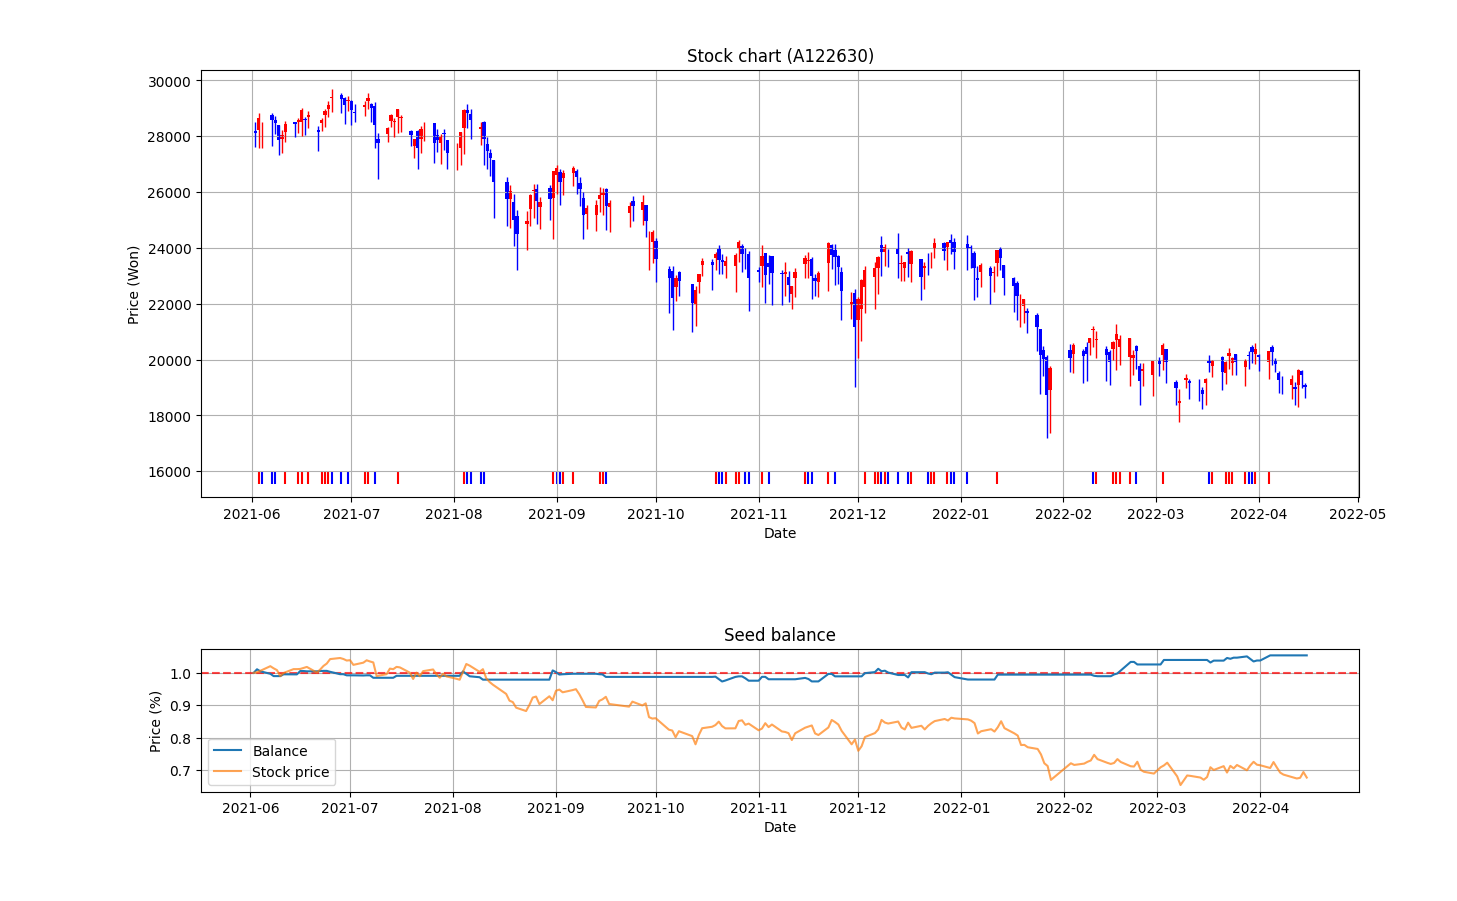 Stock chart (A122630)
Price (Won)
30000
28000
26000
24000
22000
20000
18000
16000
2021-06 2021-07 2021-08 2021-09 2021-10 2021-11 2021-12 2022-01 2022-02 2022-03 2022-04 2022-05
Date
Seed balance
Price (%)
1.0
0.9
0.8
0.7
Balance
Stock price
2021-06 2021-07 2021-08 2021-09 2021-10 2021-11 2021-12 2022-01 2022-02 2022-03 2022-04
Date